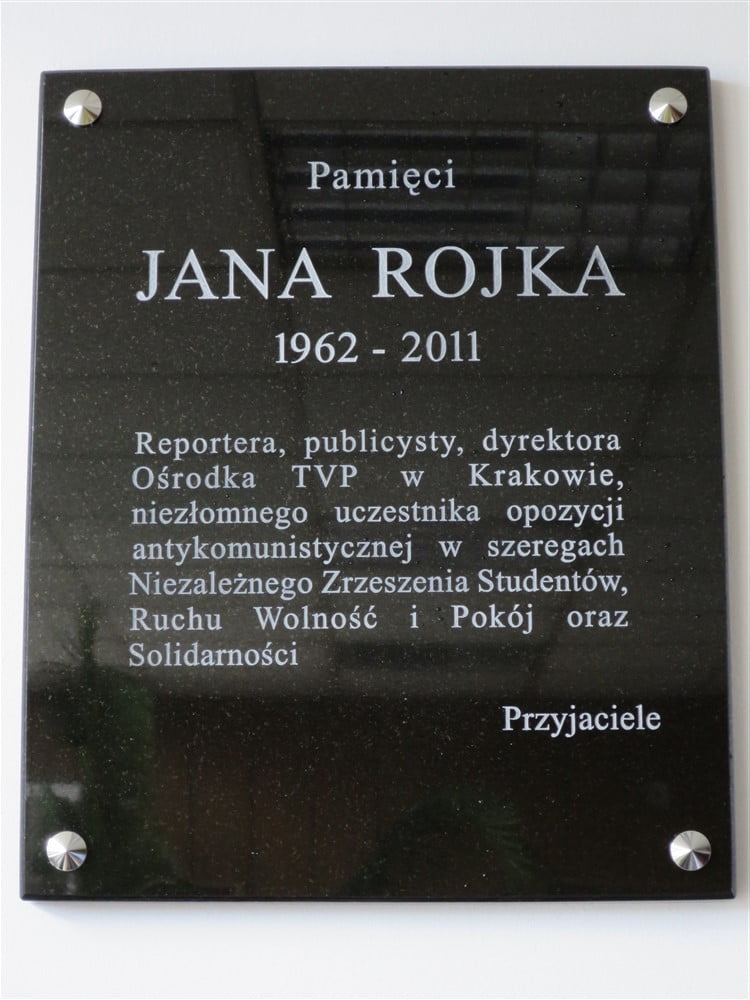 Pamięci
JANA ROJKA
1962 - 2011
Reportera, publicysty, dyrektora
Ośrodka TVP w Krakowie,
niezłomnego uczestnika opozycji
antykomunistycznej w szeregach
Niezależnego Zrzeszenia Studentów,
Ruchu Wolność i Pokój oraz
Solidarności
Przyjaciele